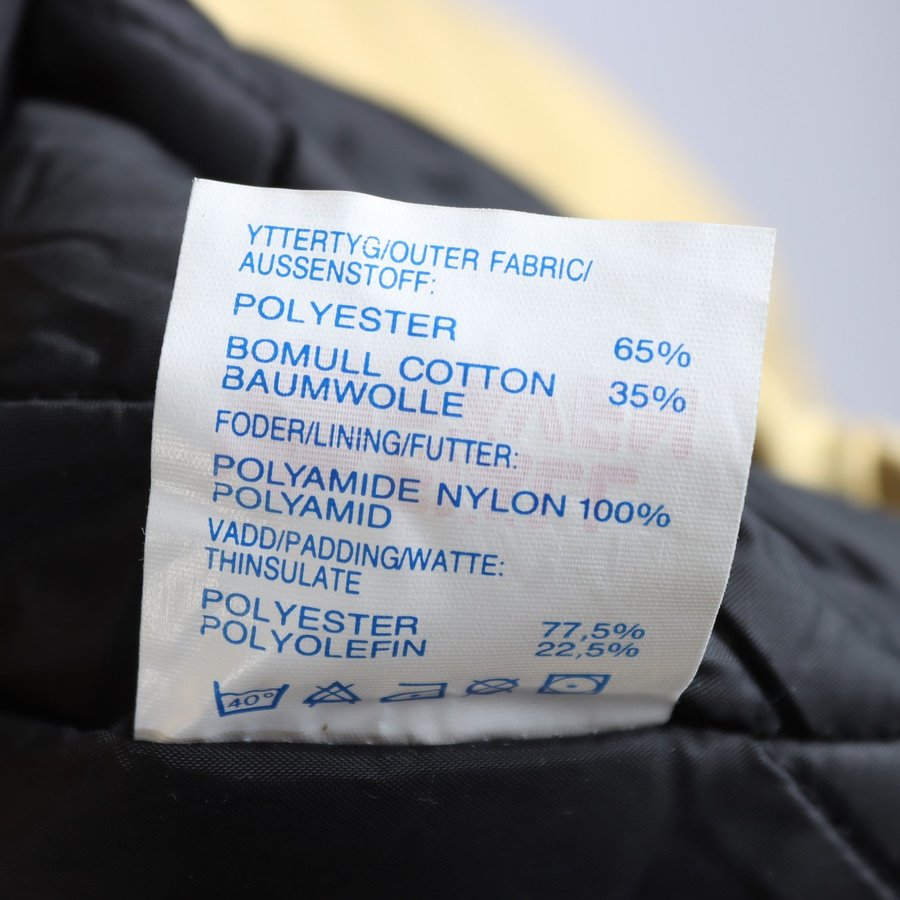 YTTERTYG/OUTER FABRIC/
AUSSENSTOFF:
POLYESTER 65%
BOMULL COTTON 35%
BAUMWOLLE
FODER/LINING/FUTTER:
POLYAMIDE NYLON 100%
POLYAMID
VADD/PADDING/WATTE:
THINSULATE
POLYESTER 77,5%
POLYOLEFIN 22,5%
40°